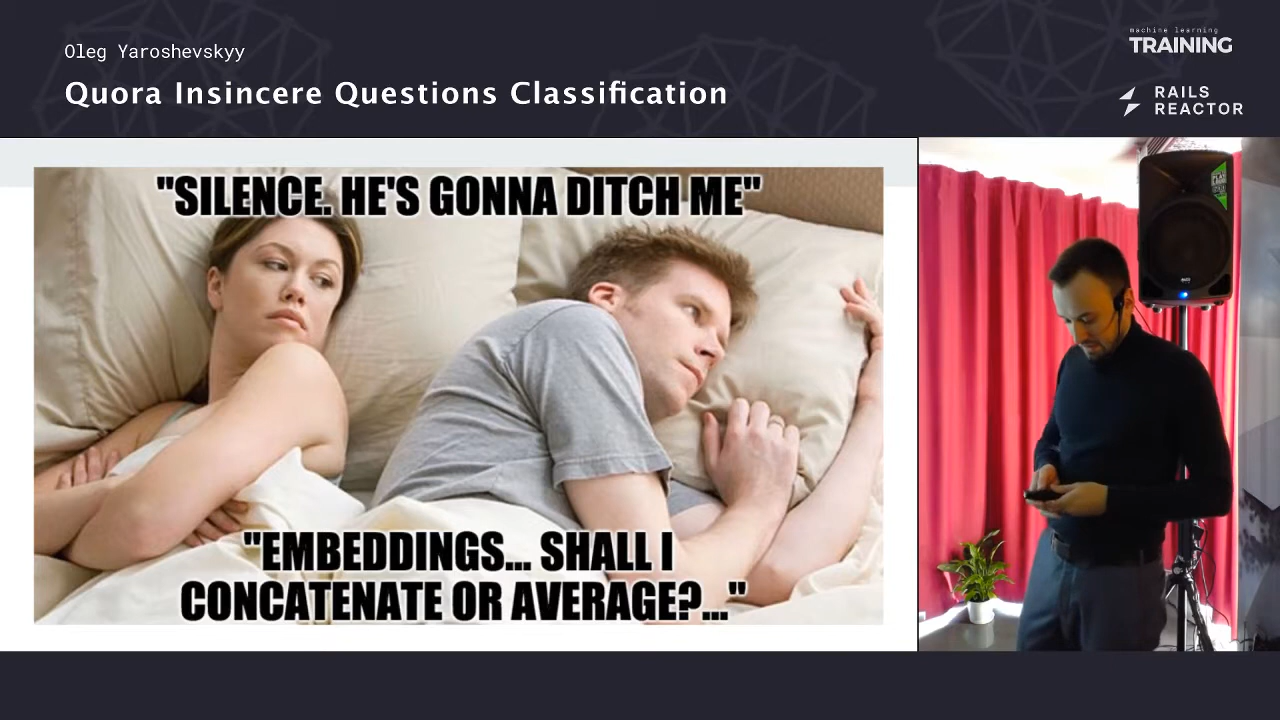 Oleg Yaroshevskyy
Quora Insincere Questions Classification
machine learning
TRAINING
RAILS
REACTOR
"SILENCE. HE'S GONNA DITCH ME"
"EMBEDDINGS... SHALL I
CONCATENATE OR AVERAGE?..."